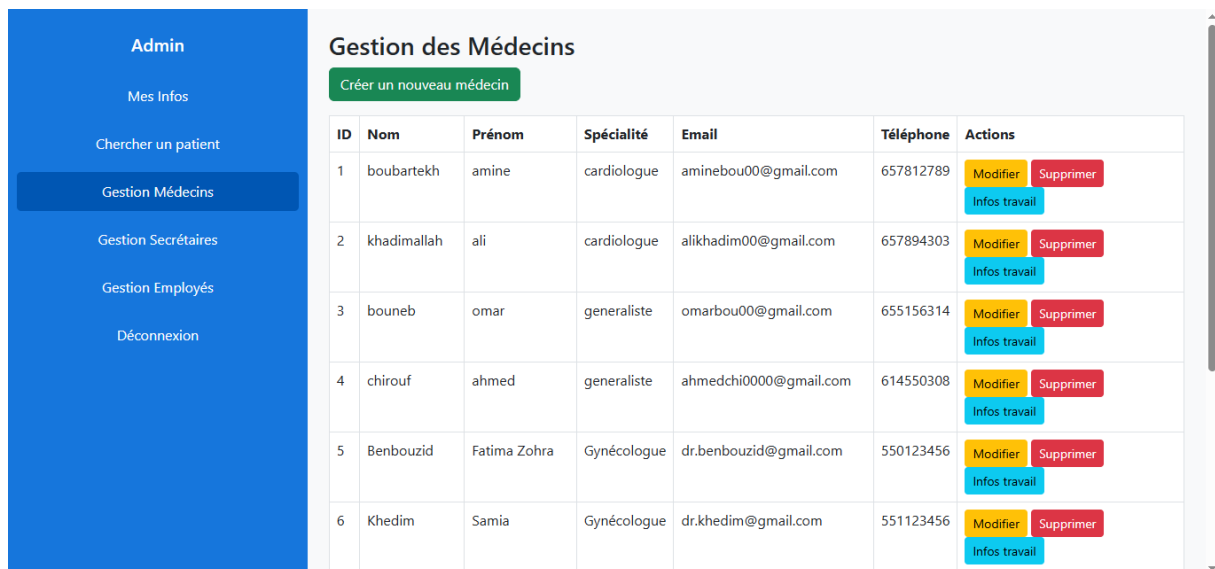 Admin
Mes Infos
Chercher un patient
Gestion Médecins
Gestion Secrétaires
Gestion Employés
Déconnexion
Gestion des Médecins
Créer un nouveau médecin
ID Nom Prénom Spécialité Email Téléphone Actions
1 boubartekh amine cardiologue aminebou00@gmail.com 657812789 Modifier Supprimer
Infos travail
2 khadimallah ali cardiologue alikhadim00@gmail.com 657894303 Modifier Supprimer
Infos travail
3 bouneb omar generaliste omarbou00@gmail.com 655156314 Modifier Supprimer
Infos travail
4 chirouf ahmed generaliste ahmedchi0000@gmail.com 614550308 Modifier Supprimer
Infos travail
5 Benbouzid Fatima Zohra Gynécologue dr.benbouzid@gmail.com 550123456 Modifier Supprimer
Infos travail
6 Khedim Samia Gynécologue dr.khedim@gmail.com 551123456 Modifier Supprimer
Infos travail